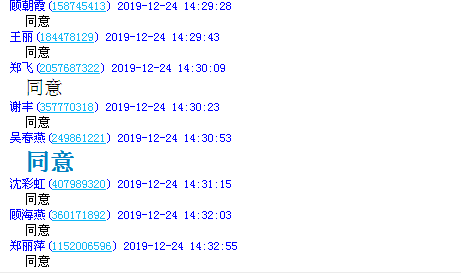 顾朝霞(158745413) 2019-12-24 14:29:28
同意
王丽(184478129) 2019-12-24 14:29:43
同意
郑飞(2057687322) 2019-12-24 14:30:09
同意
谢丰(357770318) 2019-12-24 14:30:23
同意
吴春燕(249861221) 2019-12-24 14:30:53
同意
沈彩虹(407989320) 2019-12-24 14:31:15
同意
顾海燕(360171892) 2019-12-24 14:32:03
同意
郑丽萍(1152006596) 2019-12-24 14:32:55
同意